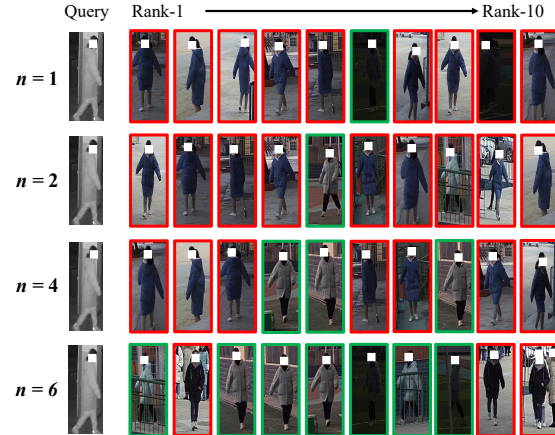 Query Rank-1 Rank-10
n = 1
n = 2
n = 4
n = 6